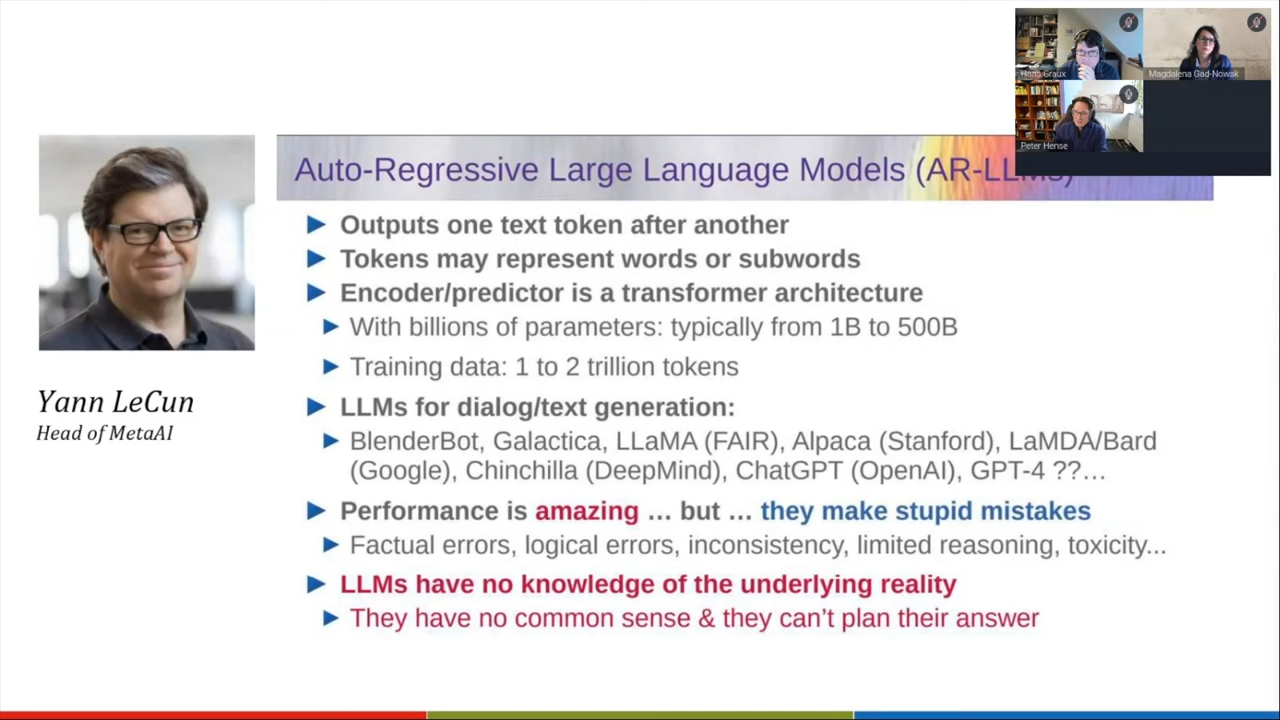 Hans Graux
Magdalena Gad-Nowak
Peter Hense
Auto-Regressive Large Language Models (AR-LLMs)
Outputs one text token after another
Tokens may represent words or subwords
Encoder/predictor is a transformer architecture
With billions of parameters: typically from 1B to 500B
Training data: 1 to 2 trillion tokens
LLMs for dialog/text generation:
BlenderBot, Galactica, LLaMA (FAIR), Alpaca (Stanford), LaMDA/Bard
(Google), Chinchilla (DeepMind), ChatGPT (OpenAI), GPT-4 ??…
Performance is amazing … but … they make stupid mistakes
Factual errors, logical errors, inconsistency, limited reasoning, toxicity...
LLMs have no knowledge of the underlying reality
They have no common sense & they can't plan their answer
Yann LeCun
Head of MetaAI